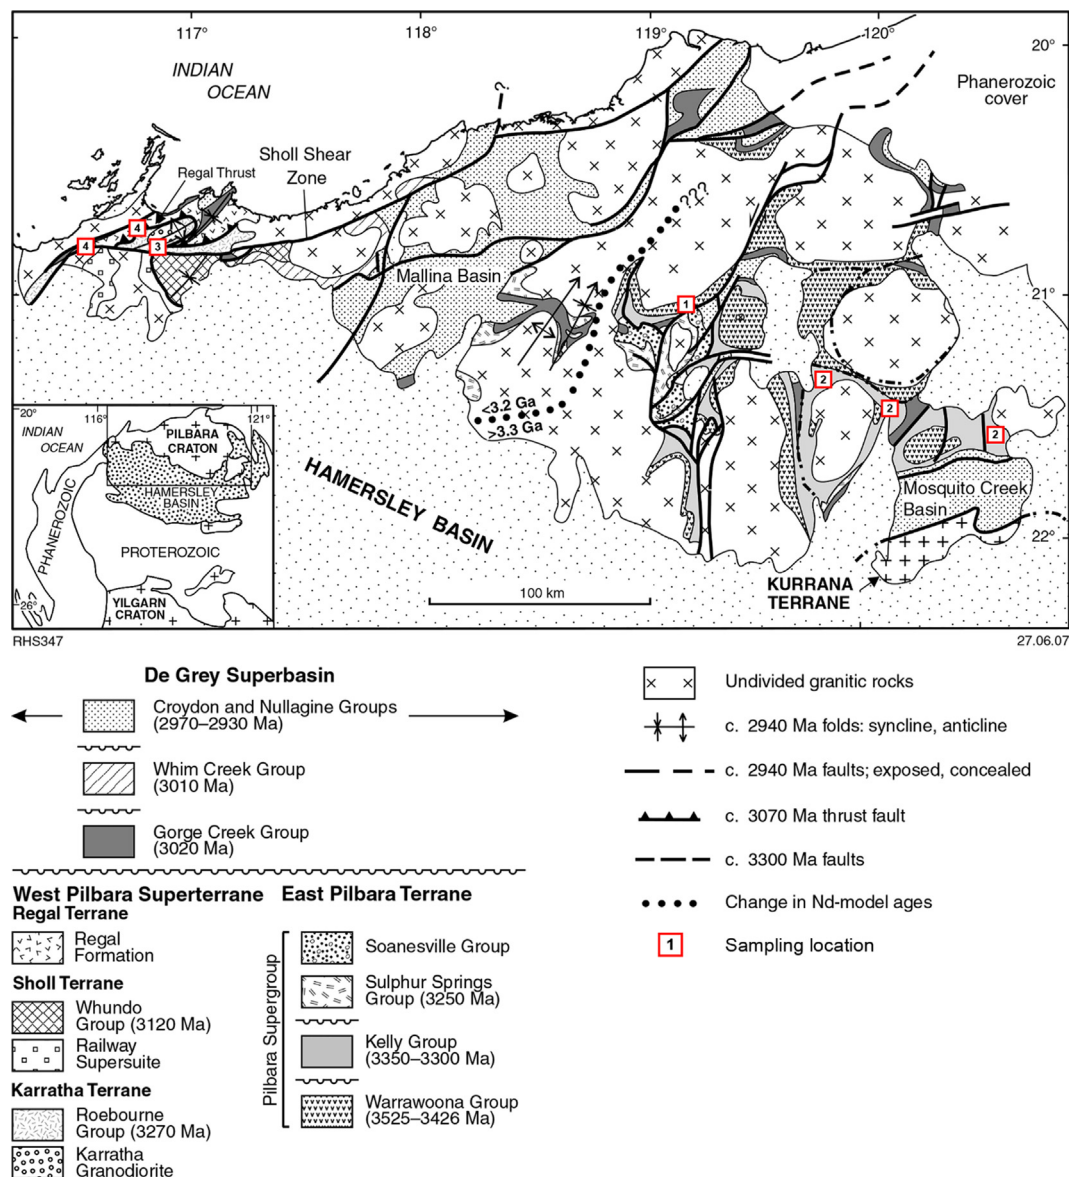 117°
118°
119°
120°
20°
INDIAN
OCEAN
?
Phanerozoic
cover
Sholl Shear
Zone
Regal Thrust
???
4
4
3
Mallina Basin
1
21°
2
2
2
<3.2 Ga
>3.3 Ga
HAMERSLEY BASIN
Mosquito Creek
Basin
22°
KURRANA
TERRANE
100 km
20°
116°
121°
INDIAN
OCEAN
PILBARA
CRATON
HAMERSLEY
BASIN
PHANEROZOIC
PROTEROZOIC
26°
YILGARN
CRATON
RHS347
27.06.07
De Grey Superbasin
Croydon and Nullagine Groups
(2970–2930 Ma)
Whim Creek Group
(3010 Ma)
Gorge Creek Group
(3020 Ma)
West Pilbara Superterrane
Regal Terrane
Regal
Formation
Sholl Terrane
Whundo
Group (3120 Ma)
Railway
Supersuite
Karratha Terrane
Roebourne
Group (3270 Ma)
Karratha
Granodiorite
East Pilbara Terrane
Pilbara Supergroup
Soanesville Group
Sulphur Springs
Group (3250 Ma)
Kelly Group
(3350–3300 Ma)
Warrawoona Group
(3525–3426 Ma)
Undivided granitic rocks
c. 2940 Ma folds: syncline, anticline
c. 2940 Ma faults; exposed, concealed
c. 3070 Ma thrust fault
c. 3300 Ma faults
Change in Nd-model ages
1 Sampling location